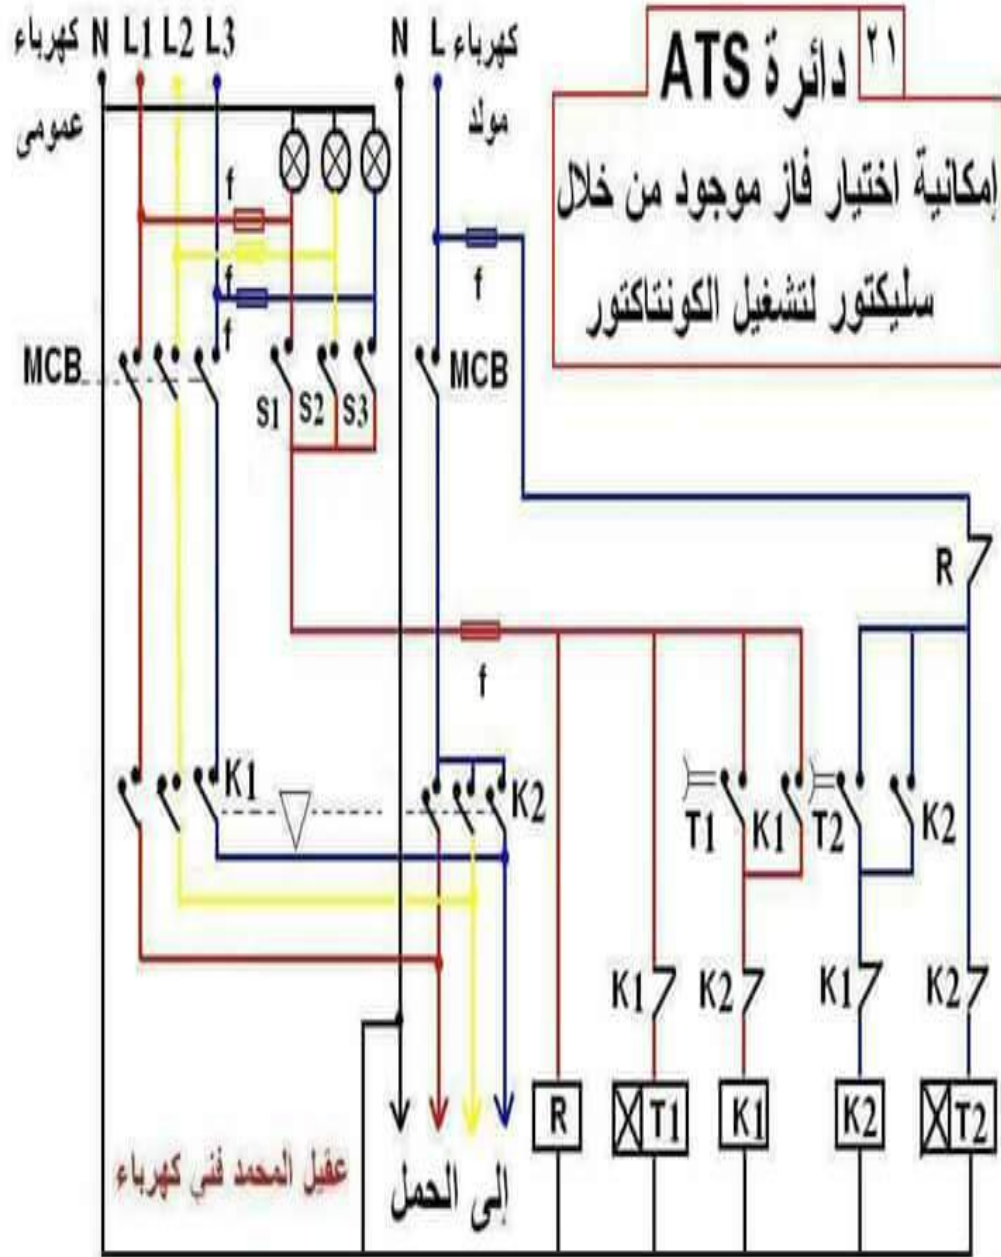 كهرباء N L1 L2 L3
عمومى
N L كهرباء
مولد
٢١
دائرة ATS
إمكانية اختيار فاز موجود من خلال
سليكتور لتشغيل الكونتاكتور
f
f
f
f
MCB
S1 S2 S3
MCB
R
f
K1
K2
T1 K1 T2 K2
K1 K2 K1 K2
R T1 K1 K2 T2
إلى الحمل
عقيل المحمد فني كهرباء